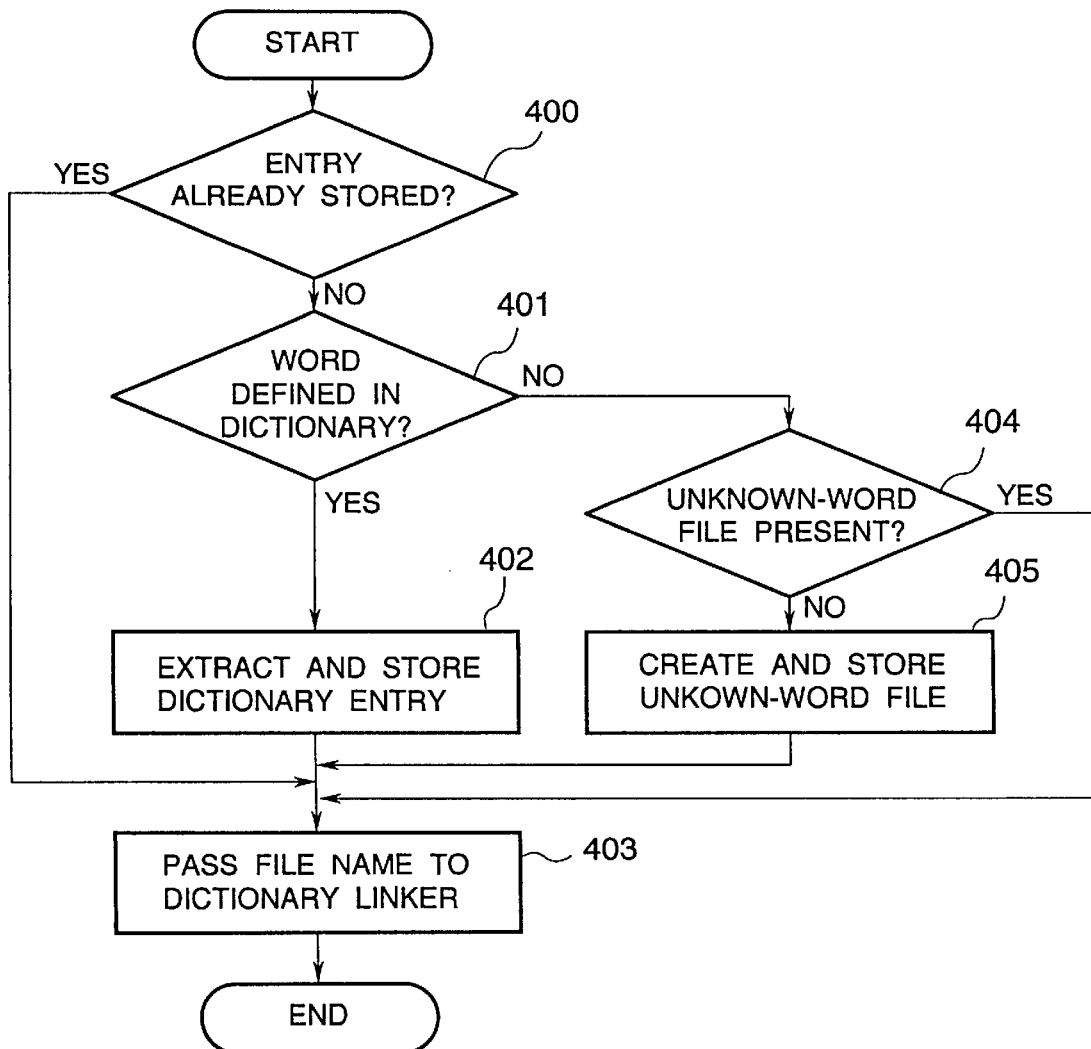 START
400
YES
ENTRY
ALREADY STORED?
NO
401
WORD
DEFINED IN
DICTIONARY?
NO
404
YES
UNKNOWN-WORD
FILE PRESENT?
YES
402
NO
405
EXTRACT AND STORE
DICTIONARY ENTRY
CREATE AND STORE
UNKOWN-WORD FILE
403
PASS FILE NAME TO
DICTIONARY LINKER
END